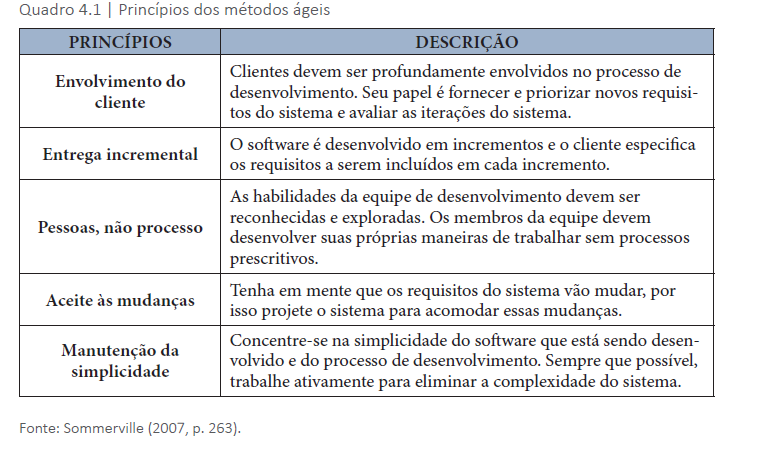 Quadro 4.1 | Princípios dos métodos ágeis
PRINCÍPIOS DESCRIÇÃO
Envolvimento do
cliente
Clientes devem ser profundamente envolvidos no processo de
desenvolvimento. Seu papel é fornecer e priorizar novos requisi-
tos do sistema e avaliar as iterações do sistema.
Entrega incremental
O software é desenvolvido em incrementos e o cliente especifica
os requisitos a serem incluídos em cada incremento.
Pessoas, não processo
As habilidades da equipe de desenvolvimento devem ser
reconhecidas e exploradas. Os membros da equipe devem
desenvolver suas próprias maneiras de trabalhar sem processos
prescritivos.
Aceite às mudanças
Tenha em mente que os requisitos do sistema vão mudar, por
isso projete o sistema para acomodar essas mudanças.
Manutenção da
simplicidade
Concentre-se na simplicidade do software que está sendo desen-
volvido e do processo de desenvolvimento. Sempre que possível,
trabalhe ativamente para eliminar a complexidade do sistema.
Fonte: Sommerville (2007, p. 263).